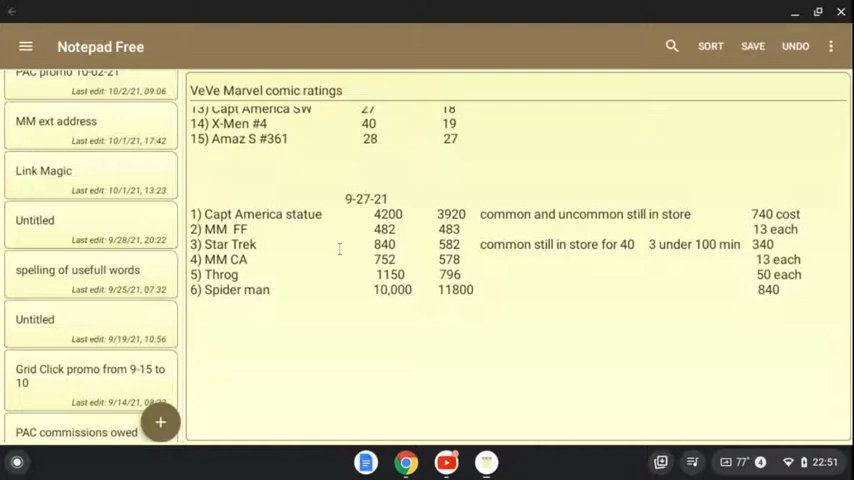 Notepad Free
SORT
SAVE
UNDO
PAC promo 10-02-21
Last edit: 10/2/21, 09:06
MM ext address
Last edit: 10/1/21, 17:42
Link Magic
Last edit: 10/1/21, 13:23
Untitled
Last edit: 9/28/21, 20:22
spelling of usefull words
Last edit: 9/25/21, 07:32
Untitled
Last edit: 9/19/21, 10:56
Grid Click promo from 9-15 to
10
Last edit: 9/14/21,
PAC commissions owed
+
VeVe Marvel comic ratings
13) Capt America SW 27 18
14) X-Men #4 40 19
15) Amaz S #361 28 27
9-27-21
1) Capt America statue 4200 3920 common and uncommon still in store 740 cost
2) MM FF 482 483 13 each
3) Star Trek 840 582 common still in store for 40 3 under 100 min 340
4) MM CA 752 578 13 each
5) Throg 1150 796 50 each
6) Spider man 10,000 11800 840
77° 4 22:51